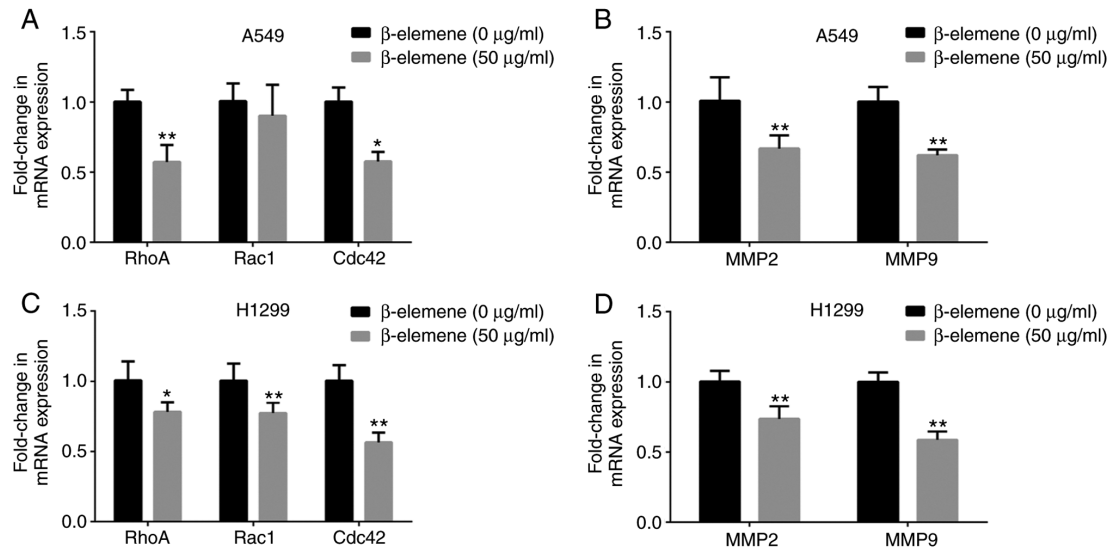 A
A549
β-elemene (0 µg/ml)
β-elemene (50 µg/ml)
Fold-change in
mRNA expression
1.5
1.0
0.5
0.0
**
*
RhoA
Rac1
Cdc42
B
A549
β-elemene (0 µg/ml)
β-elemene (50 µg/ml)
Fold-change in
mRNA expression
1.5
1.0
0.5
0.0
**
**
MMP2
MMP9
C
H1299
β-elemene (0 µg/ml)
β-elemene (50 µg/ml)
Fold-change in
mRNA expression
1.5
1.0
0.5
0.0
*
**
**
RhoA
Rac1
Cdc42
D
H1299
β-elemene (0 µg/ml)
β-elemene (50 µg/ml)
Fold-change in
mRNA expression
1.5
1.0
0.5
0.0
**
**
MMP2
MMP9